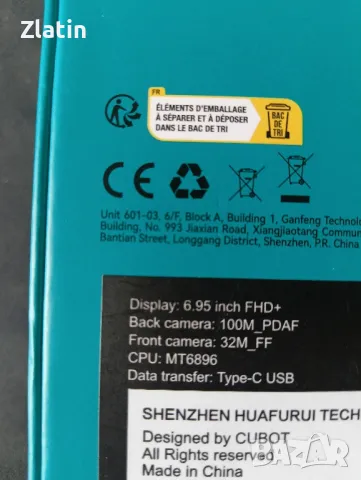 Zlatin
FR
ÉLÉMENTS D'EMBALLAGE
À SÉPARER ET À DÉPOSER
DANS LE BAC DE TRI
BAC
DE
TRI
CE
Unit 601-03, 6/F, Block A, Building 1, Ganfeng Technolo
Building, No. 993 Jiaxian Road, Xiangjiaotang Commun
Bantian Street, Longgang District, Shenzhen, P.R. China
Display: 6.95 inch FHD+
Back camera: 100M_PDAF
Front camera: 32M_FF
CPU: MT6896
Data transfer: Type-C USB
SHENZHEN HUAFURUI TECH
Designed by CUBOT
All rights reserved.
Made in China
bazar